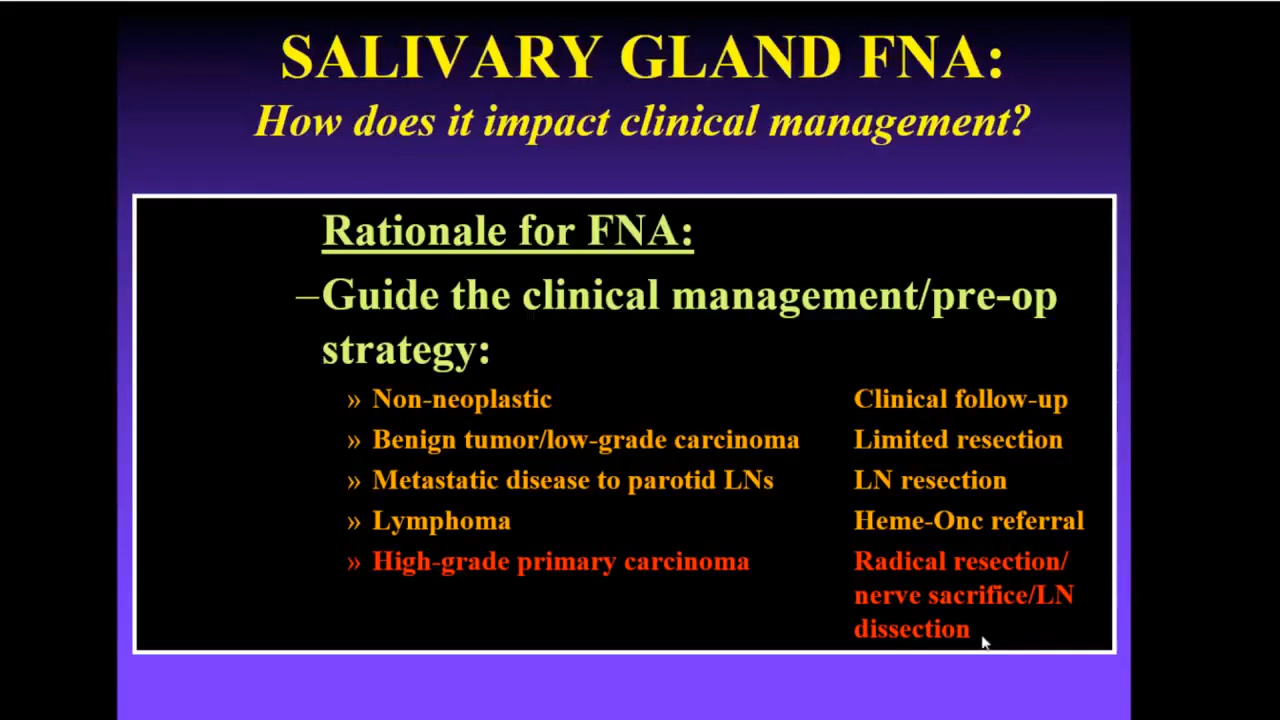 SALIVARY GLAND FNA:
How does it impact clinical management?
Rationale for FNA:
–Guide the clinical management/pre-op
strategy:
» Non-neoplastic Clinical follow-up
» Benign tumor/low-grade carcinoma Limited resection
» Metastatic disease to parotid LNs LN resection
» Lymphoma Heme-Onc referral
» High-grade primary carcinoma Radical resection/
nerve sacrifice/LN
dissection